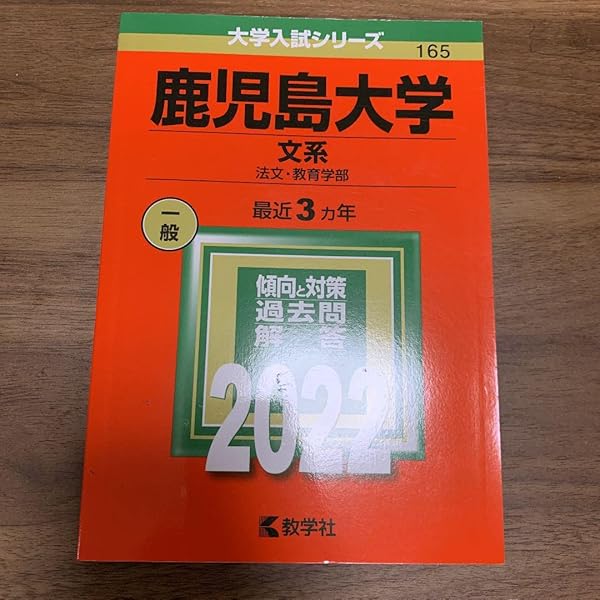 大学入試シリーズ
165
鹿児島大学
文系
法文・教育学部
最近3ヵ年
一般
傾向と対策
過去問
解答
2022
教学社